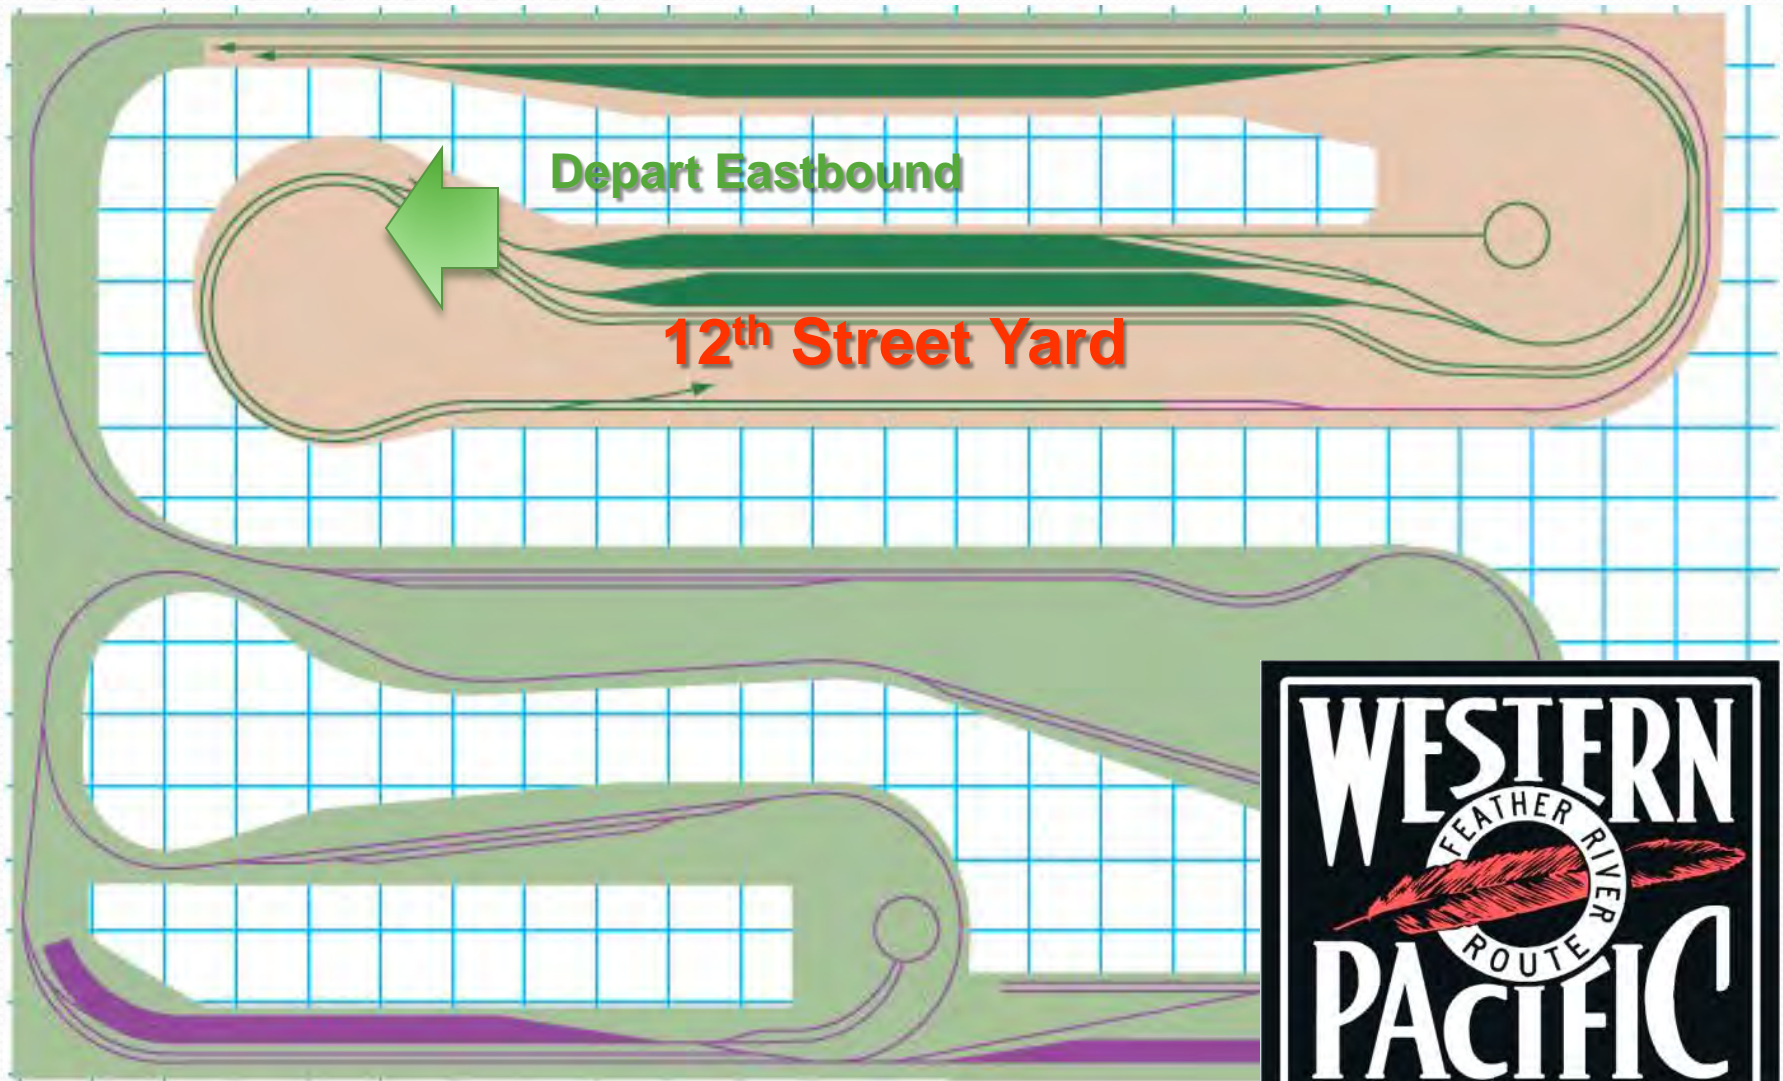 Depart Eastbound
12th Street Yard
WESTERN
FEATHER RIVER
ROUTE
PACIFIC